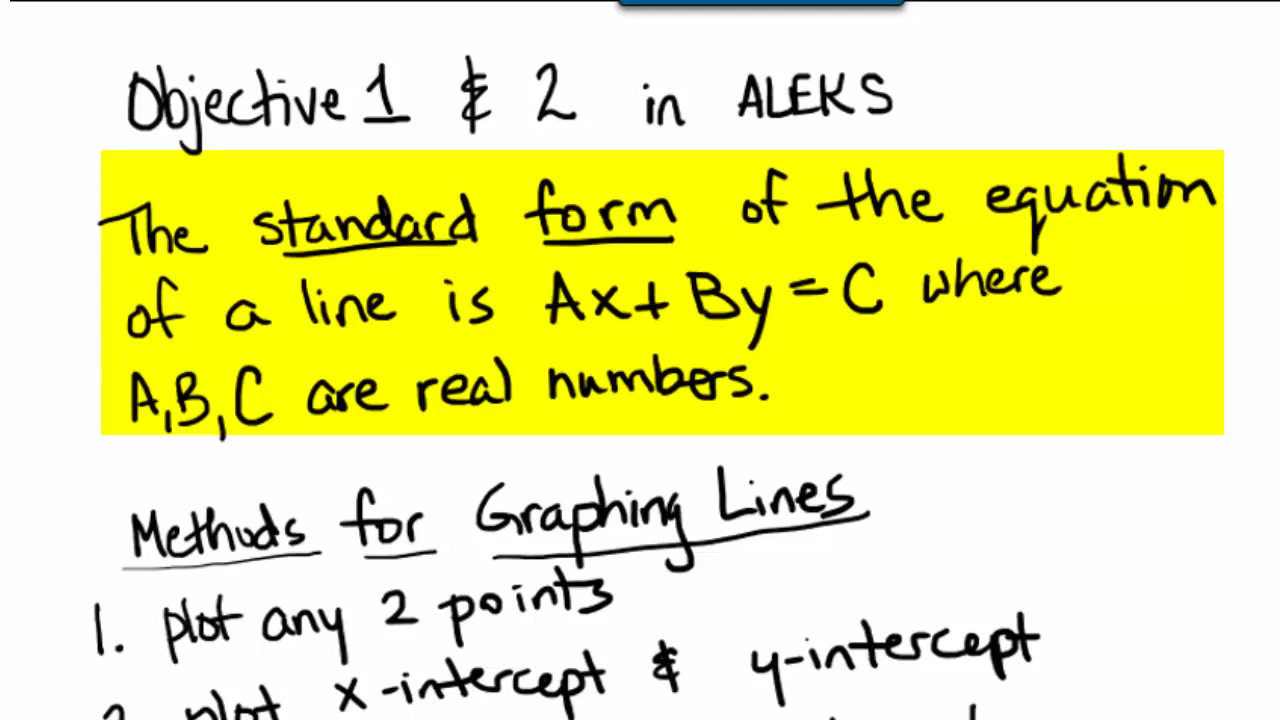 Objective 1 & 2 in ALEKS
The standard form of the equation
of a line is Ax + By = C where
A, B, C are real numbers.
Methods for Graphing Lines
1. plot any 2 points
2. plot x-intercept & y-intercept